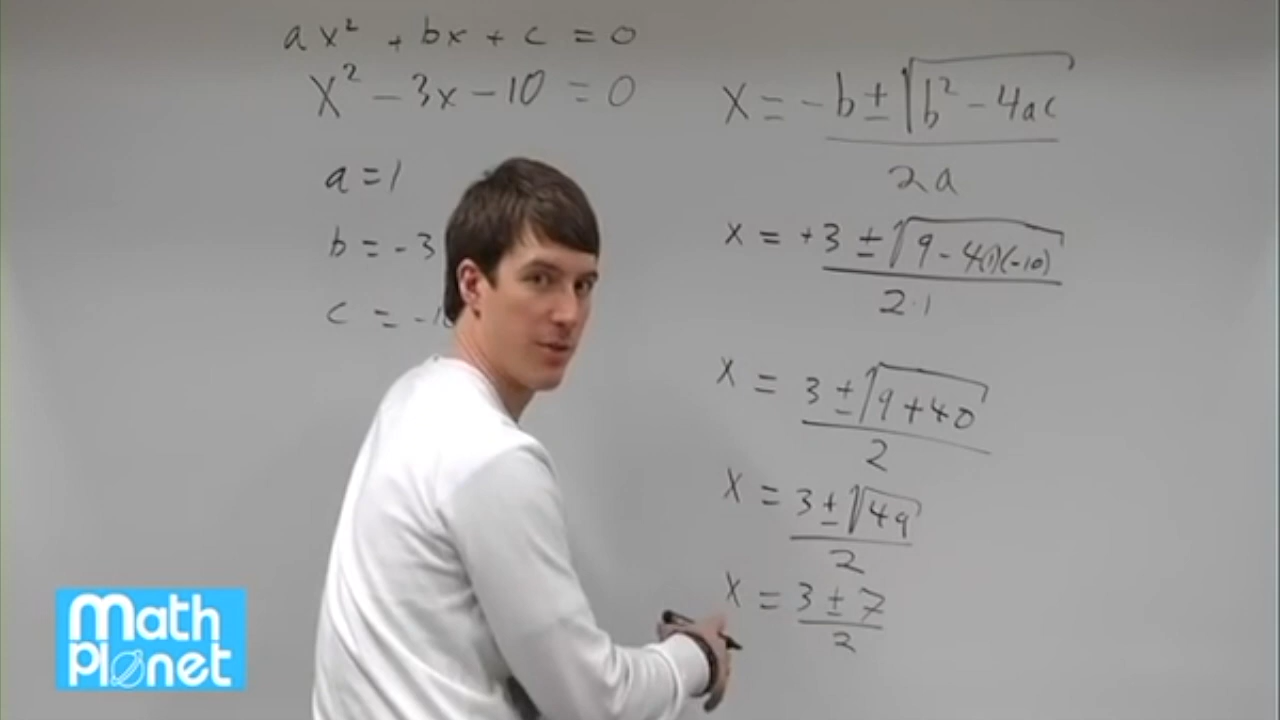 ax² + bx + c = 0
x² - 3x - 10 = 0
a = 1
b = -3
c = -1
x = -b ± √b² - 4ac / 2a
x = +3 ± √9 - 4(1)(-10) / 2·1
x = 3 ± √9 + 40 / 2
x = 3 ± √49 / 2
x = 3 ± 7 / 2
Math
Planet